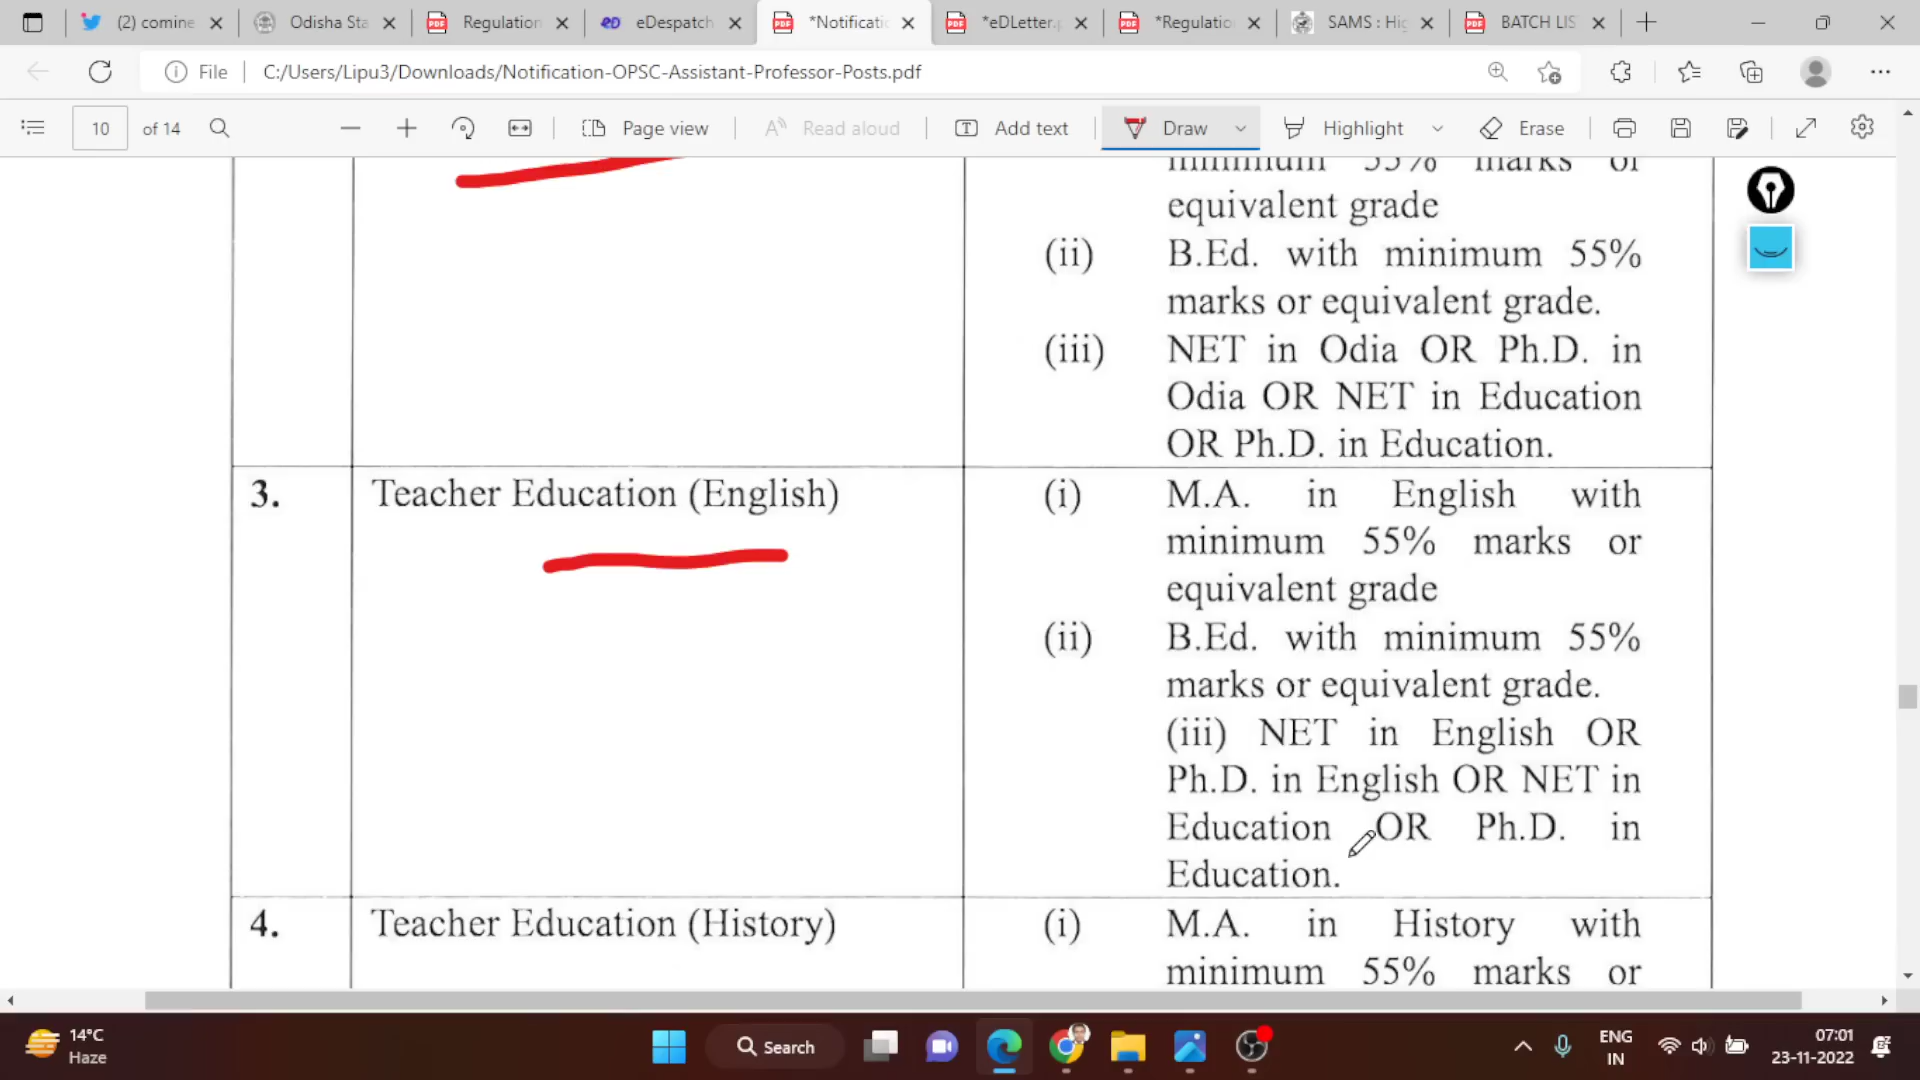 (2) comine
Odisha Sta
Regulation
eDespatch
*Notificati
*eDLetter.p
*Regulatio
SAMS : Hig
BATCH LIS
File
C:/Users/Lipu3/Downloads/Notification-OPSC-Assistant-Professor-Posts.pdf
10 of 14
Page view
Read aloud
Add text
Draw
Highlight
Erase
minimum 55% marks or
equivalent grade
(ii) B.Ed. with minimum 55%
marks or equivalent grade.
(iii) NET in Odia OR Ph.D. in
Odia OR NET in Education
OR Ph.D. in Education.
3. Teacher Education (English) (i) M.A. in English with
minimum 55% marks or
equivalent grade
(ii) B.Ed. with minimum 55%
marks or equivalent grade.
(iii) NET in English OR
Ph.D. in English OR NET in
Education OR Ph.D. in
Education.
4. Teacher Education (History) (i) M.A. in History with
minimum 55% marks or
14°C
Haze
Search
ENG
IN
07:01
23-11-2022